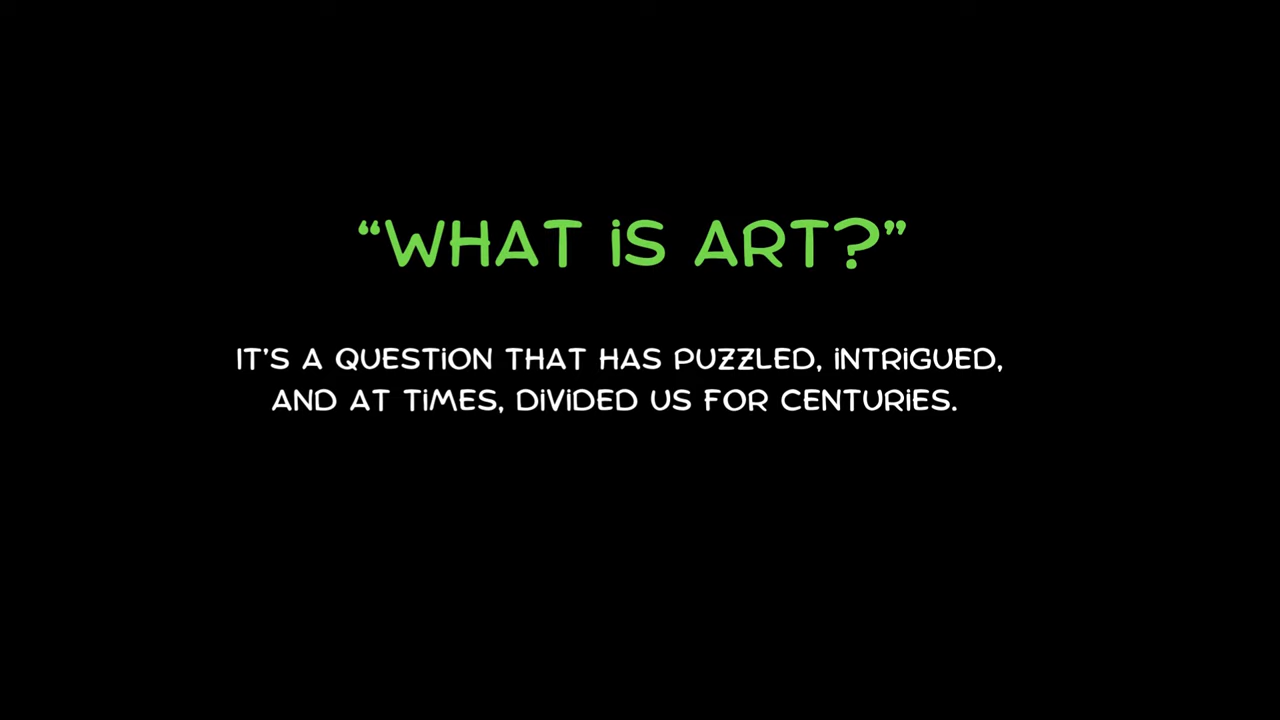 “WHAT iS ART?”
IT'S A QUESTiON THAT HAS PUZZLED, iNTRiGUED,
AND AT TiMES, DiViDED US FOR CENTURiES.